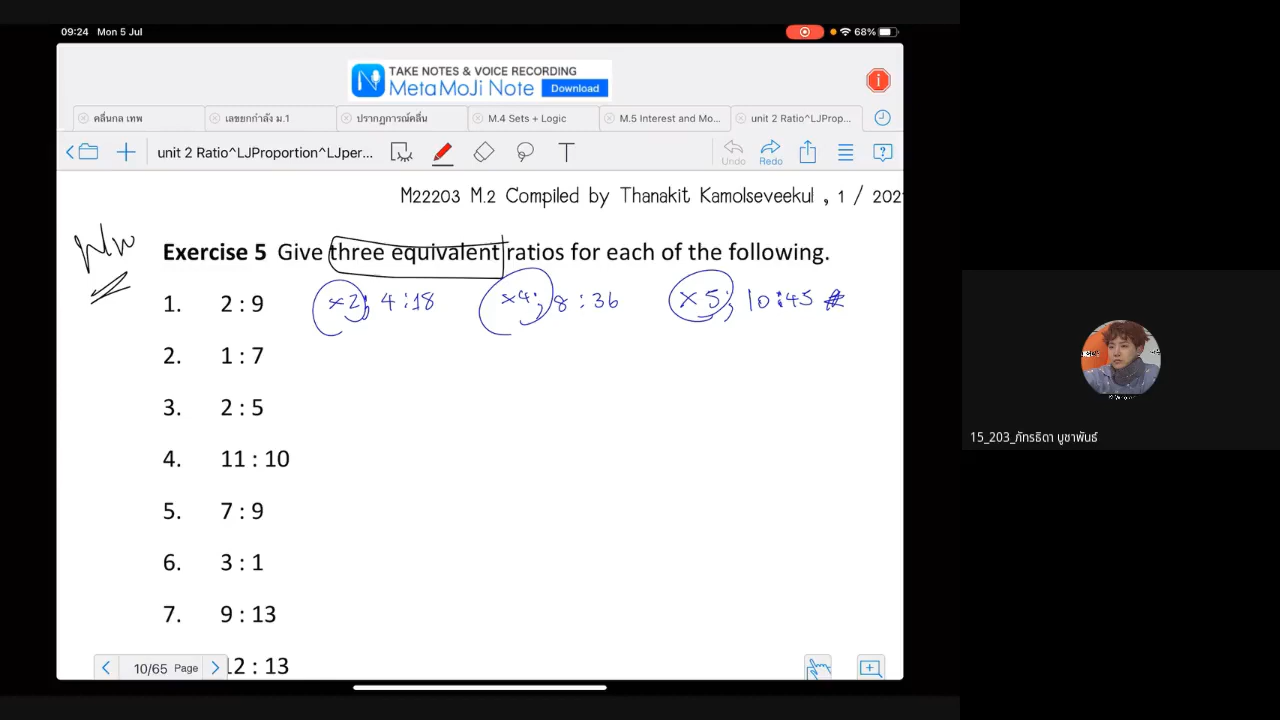 09:24 Mon 5 Jul 68%
TAKE NOTES & VOICE RECORDING
MetaMoJi Note Download
คลื่นกล เทพ เลขยกกำลัง ม.1 ปรากฏการณ์คลื่น M.4 Sets + Logic M.5 Interest and Mo... unit 2 Ratio^LJProp...
unit 2 Ratio^LJProportion^LJper... T Undo Redo
M22203 M.2 Compiled by Thanakit Kamolseveekul , 1 / 202
Exercise 5 Give three equivalent ratios for each of the following.
1. 2 : 9 ×2; 4:18 ×4; 8:36 ×5; 10:45
2. 1 : 7
3. 2 : 5
4. 11 : 10
5. 7 : 9
6. 3 : 1
7. 9 : 13
12 : 13
10/65 Page
15_203_ภัทรธิดา บูชาพันธ์